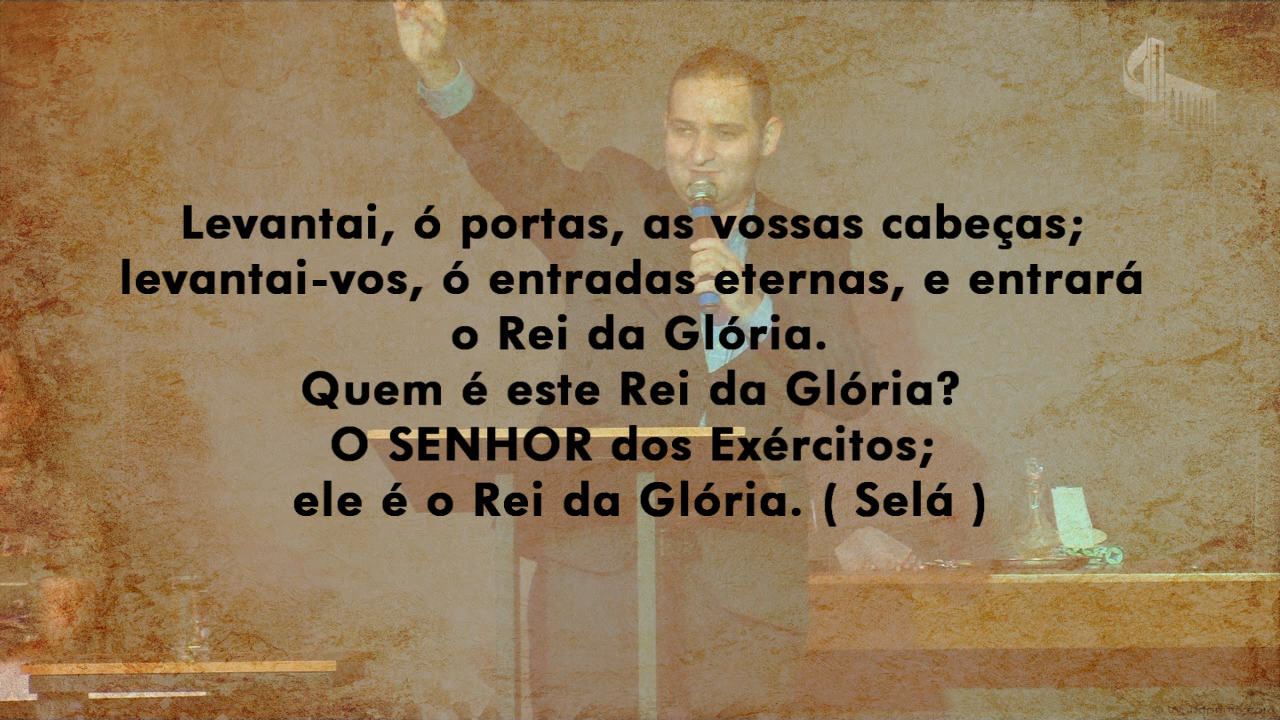 Levantai, ó portas, as vossas cabeças;
levantai-vos, ó entradas eternas, e entrará
o Rei da Glória.
Quem é este Rei da Glória?
O SENHOR dos Exércitos;
ele é o Rei da Glória. ( Selá )